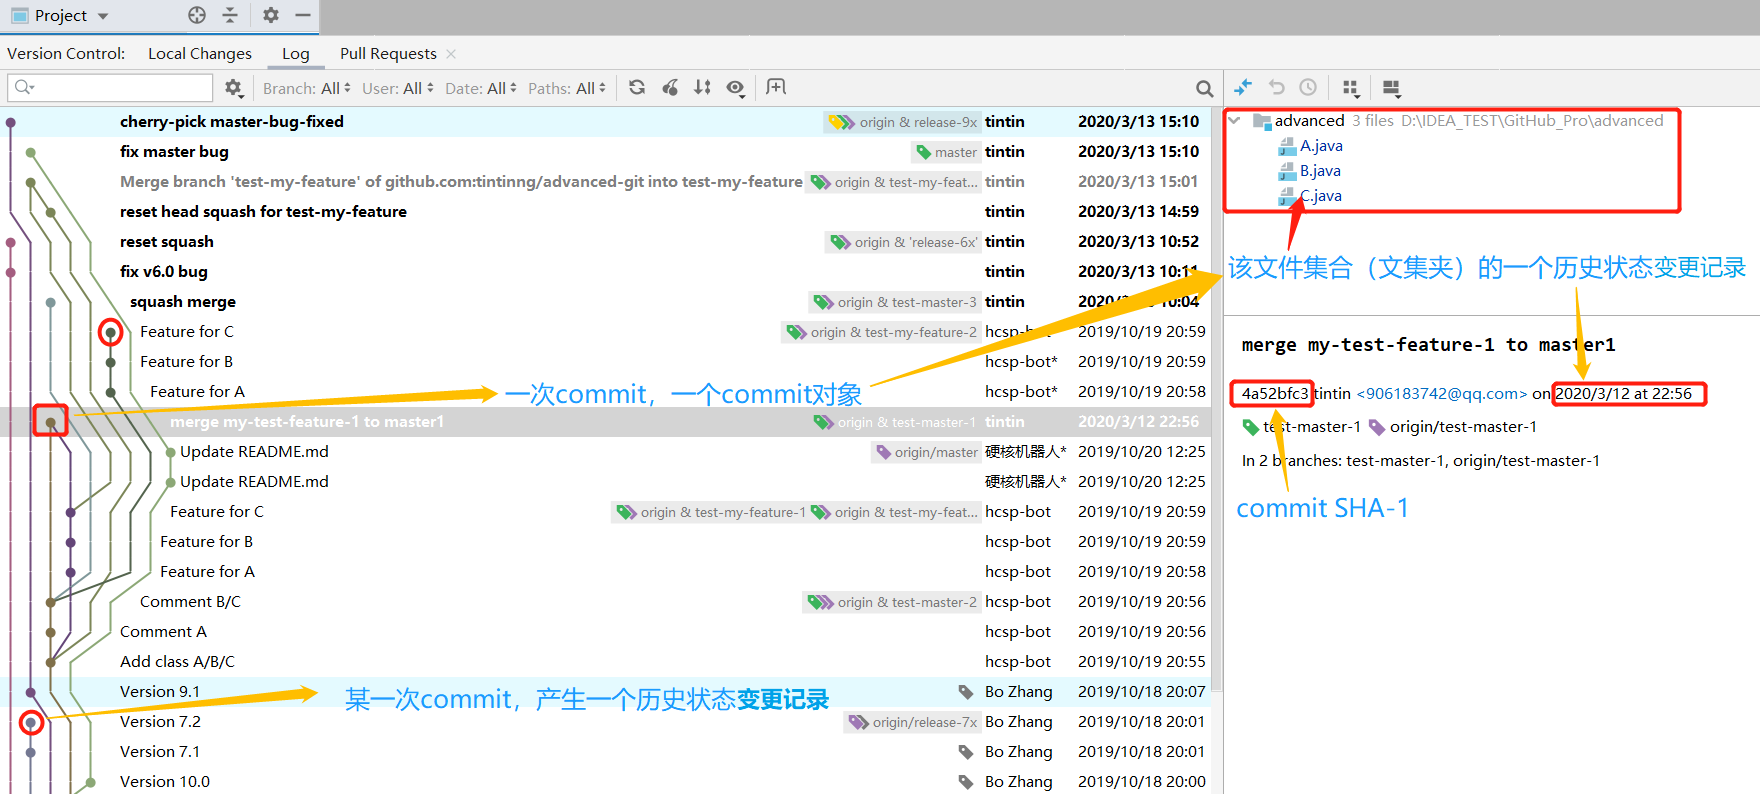 Project
Version Control: Local Changes Log Pull Requests
Branch: All User: All Date: All Paths: All
cherry-pick master-bug-fixed origin & release-9x tintin 2020/3/13 15:10
fix master bug master tintin 2020/3/13 15:10
Merge branch 'test-my-feature' of github.com:tintinng/advanced-git into test-my-feature origin & test-my-feat... tintin 2020/3/13 15:01
reset head squash for test-my-feature tintin 2020/3/13 14:59
reset squash origin & 'release-6x' tintin 2020/3/13 10:52
fix v6.0 bug tintin 2020/3/13 10:11
squash merge origin & test-master-3 tintin 10:04
Feature for C origin & test-my-feature-2 hcsp-bot 2019/10/19 20:59
Feature for B hcsp-bot* 2019/10/19 20:59
Feature for A hcsp-bot* 2019/10/19 20:58
一次commit，一个commit对象
merge my-test-feature-1 to master1 origin & test-master-1 tintin 2020/3/12 22:56
Update README.md origin/master 硬核机器人* 2019/10/20 12:25
Update README.md 硬核机器人* 2019/10/20 12:25
Feature for C origin & test-my-feature-1 origin & test-my-feat... hcsp-bot 2019/10/19 20:59
Feature for B hcsp-bot 2019/10/19 20:59
Feature for A hcsp-bot 2019/10/19 20:58
Comment B/C origin & test-master-2 hcsp-bot 2019/10/19 20:56
Comment A hcsp-bot 2019/10/19 20:56
Add class A/B/C hcsp-bot 2019/10/19 20:55
Version 9.1 Bo Zhang 2019/10/18 20:07
某一次commit，产生一个历史状态变更记录
Version 7.2 origin/release-7x Bo Zhang 2019/10/18 20:01
Version 7.1 Bo Zhang 2019/10/18 20:01
Version 10.0 Bo Zhang 2019/10/18 20:00
advanced 3 files D:\IDEA_TEST\GitHub_Pro\advanced
A.java
B.java
C.java
该文件集合（文集夹）的一个历史状态变更记录
merge my-test-feature-1 to master1
4a52bfc3 tintin <906183742@qq.com> on 2020/3/12 at 22:56
test-master-1 origin/test-master-1
In 2 branches: test-master-1, origin/test-master-1
commit SHA-1